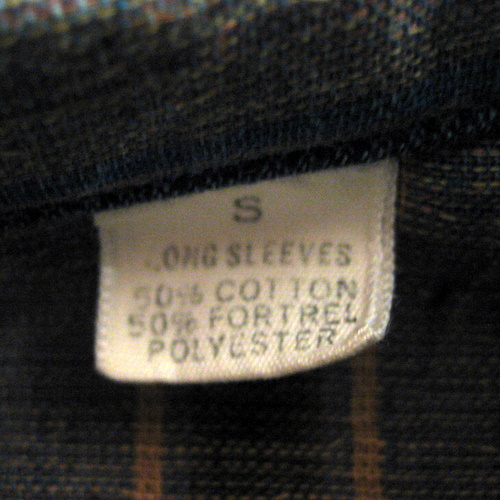 S
LONG SLEEVES
50% COTTON
50% FORTREL
POLYESTER